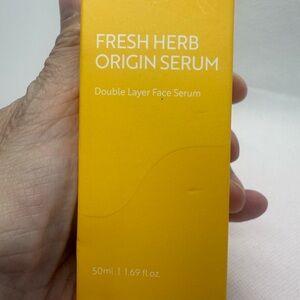 FRESH HERB
ORIGIN SERUM
Double Layer Face Serum
50ml | 1.69 fl.oz.